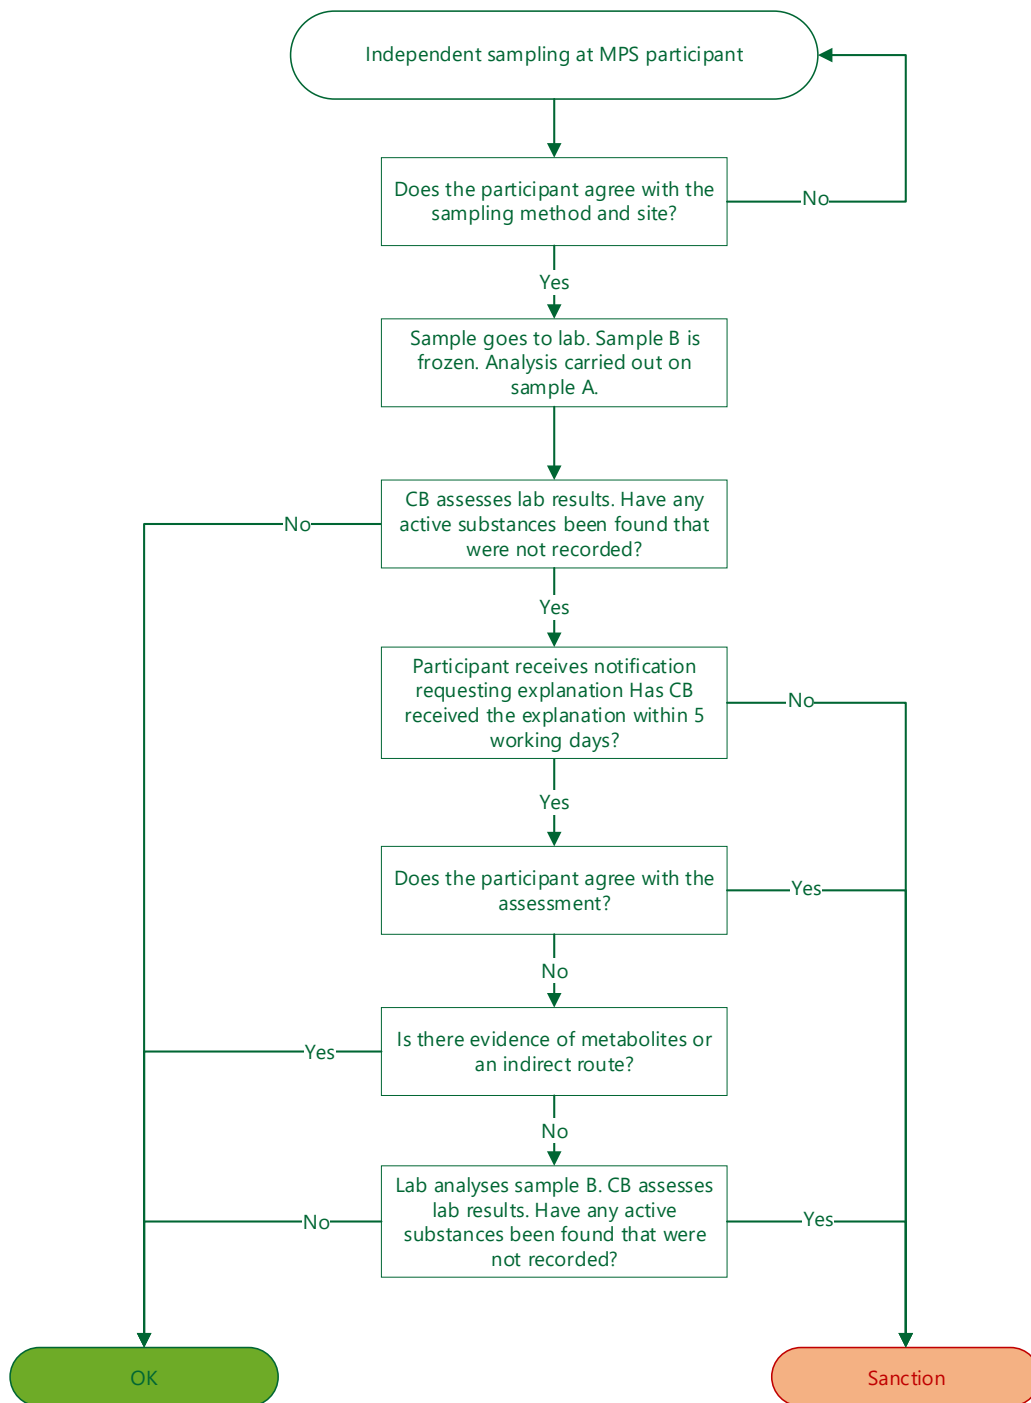 Independent sampling at MPS participant
Does the participant agree with the
sampling method and site?
No
Yes
Sample goes to lab. Sample B is
frozen. Analysis carried out on
sample A.
CB assesses lab results. Have any
active substances been found that
were not recorded?
No
Yes
Participant receives notification
requesting explanation Has CB
received the explanation within 5
working days?
No
Yes
Does the participant agree with the
assessment?
Yes
No
Is there evidence of metabolites or
an indirect route?
Yes
No
Lab analyses sample B. CB assesses
lab results. Have any active
substances been found that were
not recorded?
No
Yes
OK
Sanction